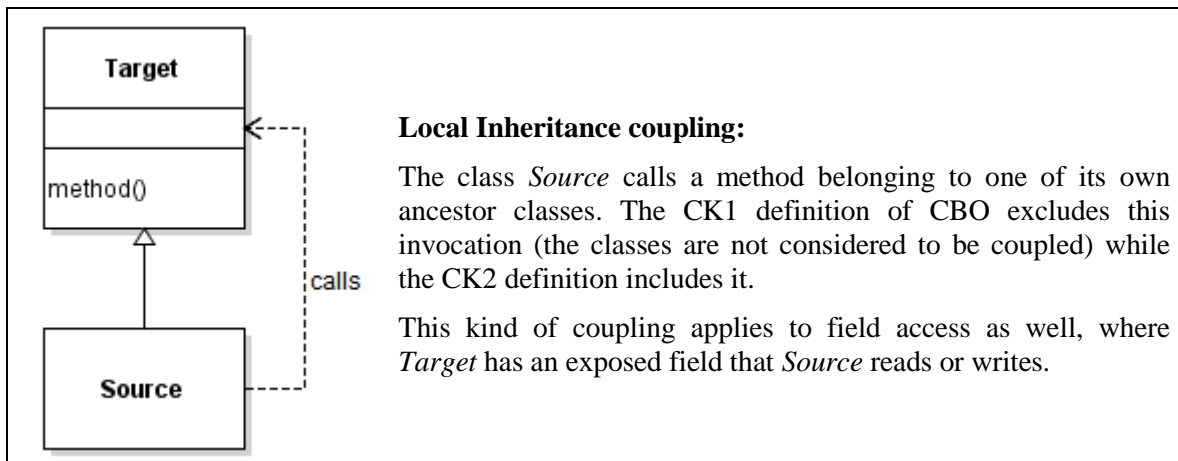 Target
method()
calls
Source
Local Inheritance coupling:
The class Source calls a method belonging to one of its own
ancestor classes. The CK1 definition of CBO excludes this
invocation (the classes are not considered to be coupled) while
the CK2 definition includes it.
This kind of coupling applies to field access as well, where
Target has an exposed field that Source reads or writes.